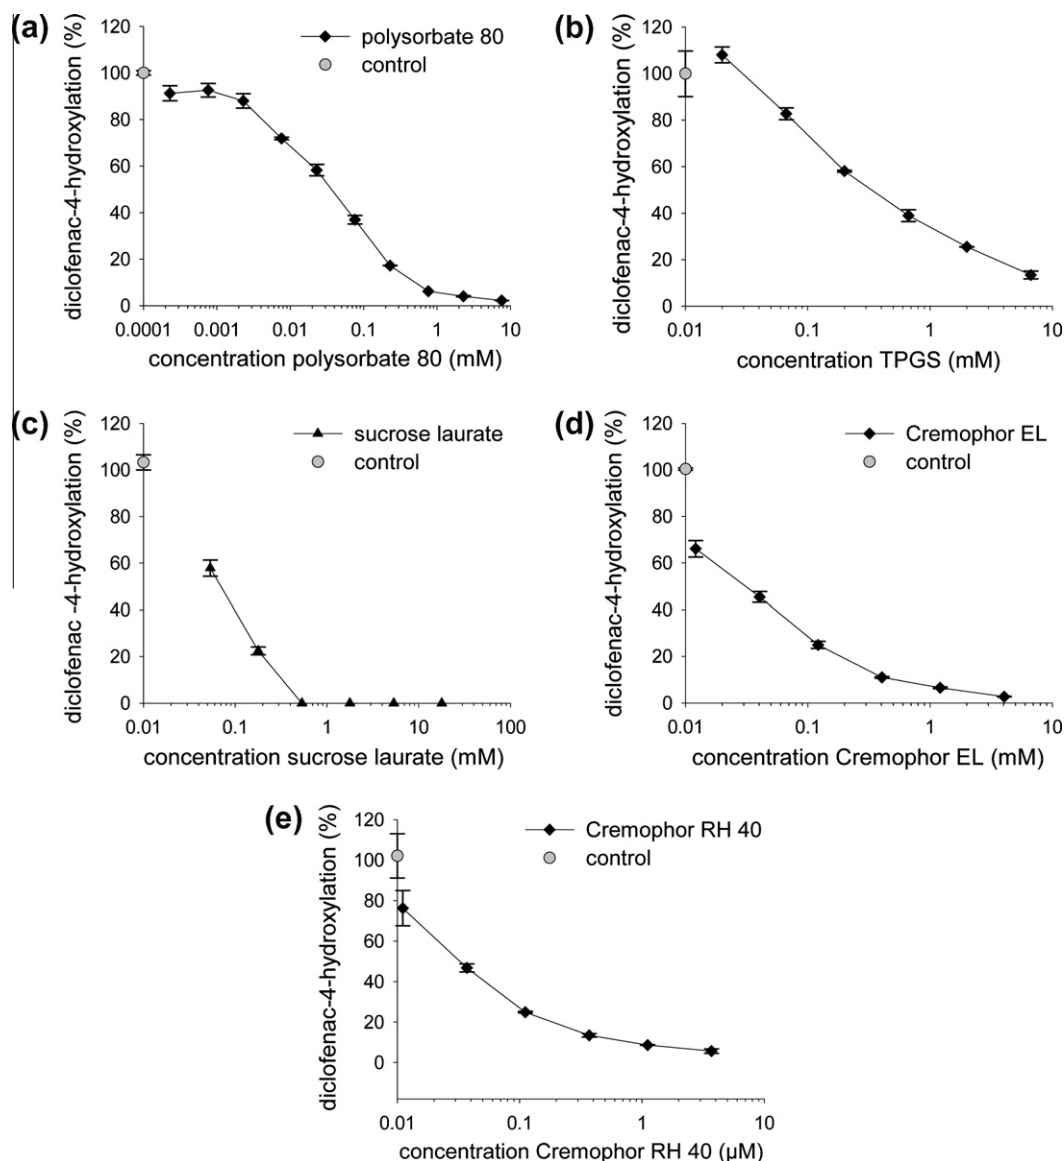 (a)
diclofenac-4-hydroxylation (%)
120
100
80
60
40
20
0
polysorbate 80
control
0.0001 0.001 0.01 0.1 1 10
concentration polysorbate 80 (mM)
(b)
diclofenac-4-hydroxylation (%)
120
100
80
60
40
20
0
TPGS
control
0.01 0.1 1 10
concentration TPGS (mM)
(c)
diclofenac -4-hydroxylation (%)
120
100
80
60
40
20
0
sucrose laurate
control
0.01 0.1 1 10 100
concentration sucrose laurate (mM)
(d)
diclofenac-4-hydroxylation (%)
120
100
80
60
40
20
0
Cremophor EL
control
0.01 0.1 1 10
concentration Cremophor EL (mM)
(e)
diclofenac-4-hydroxylation (%)
120
100
80
60
40
20
0
Cremophor RH 40
control
0.01 0.1 1 10
concentration Cremophor RH 40 (µM)